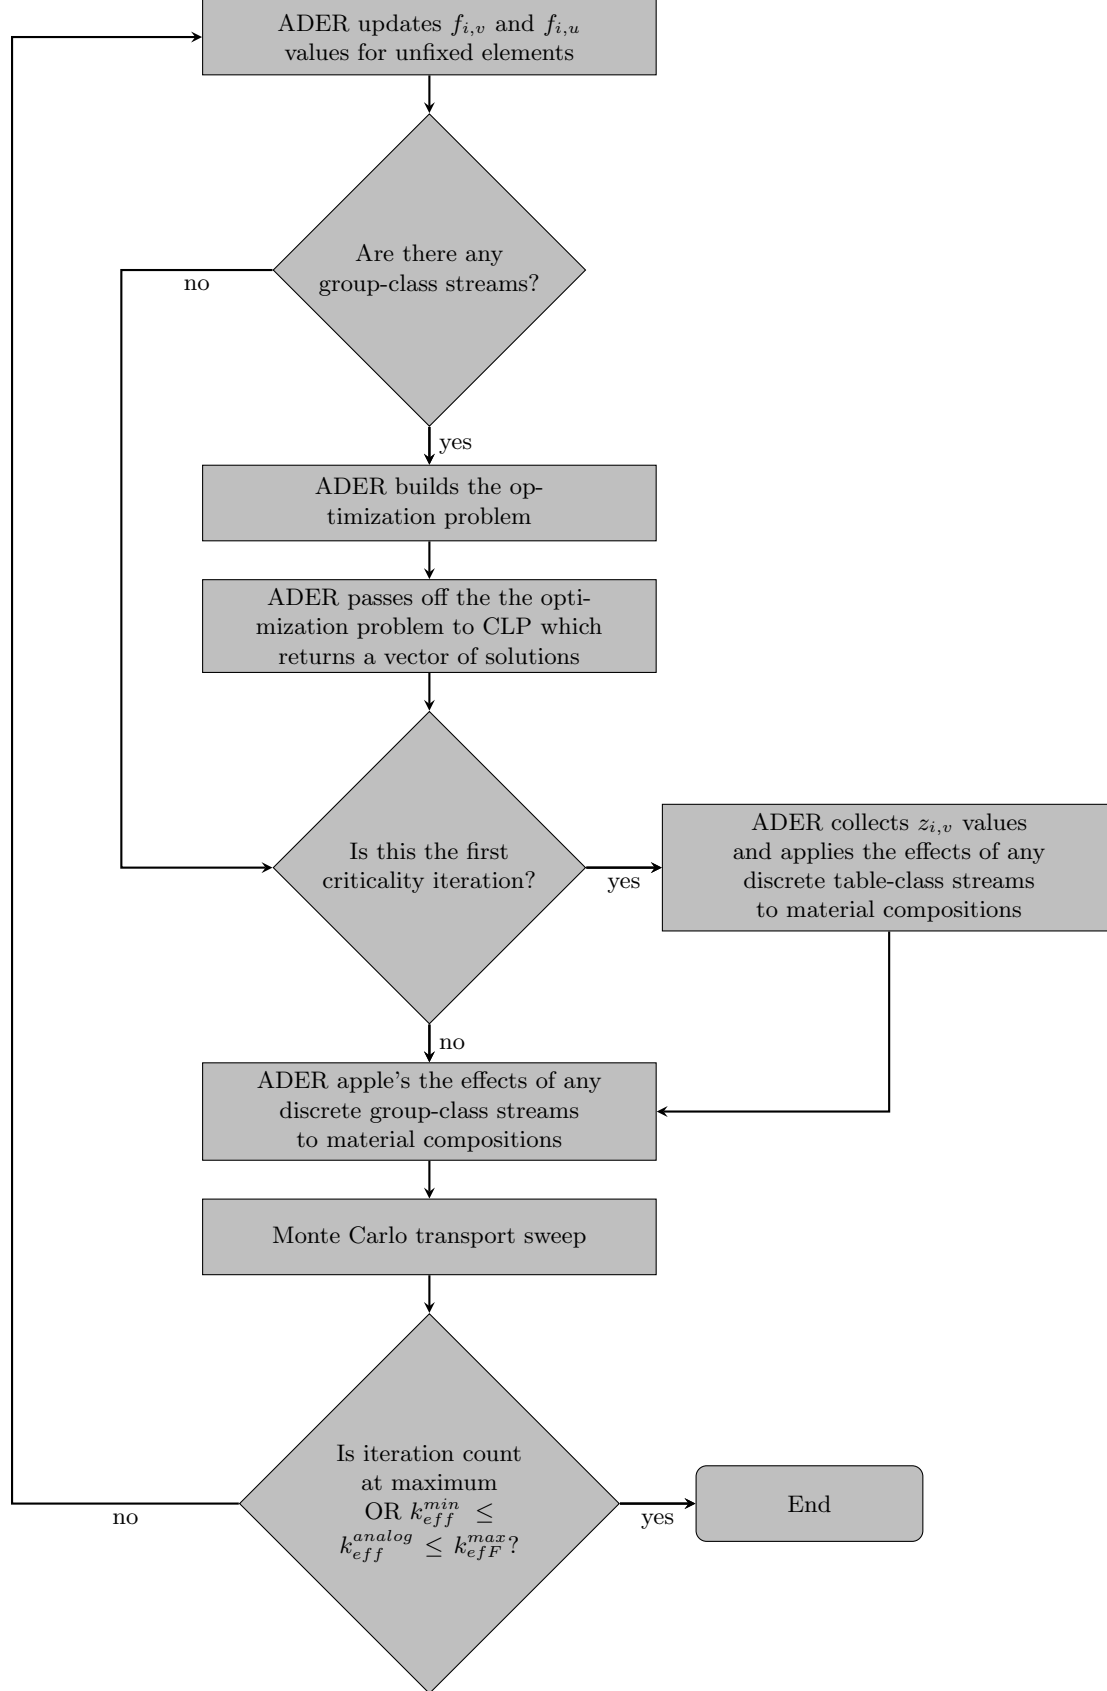 ADER updates f_{i,v} and f_{i,u}
values for unfixed elements
Are there any
group-class streams?
no
yes
ADER builds the op-
timization problem
ADER passes off the the opti-
mization problem to CLP which
returns a vector of solutions
Is this the first
criticality iteration?
yes
ADER collects z_{i,v} values
and applies the effects of any
discrete table-class streams
to material compositions
no
ADER apple's the effects of any
discrete group-class streams
to material compositions
Monte Carlo transport sweep
Is iteration count
at maximum
OR k_{eff}^{min} ≤
k_{eff}^{analog} ≤ k_{efF}^{max}?
no
yes
End